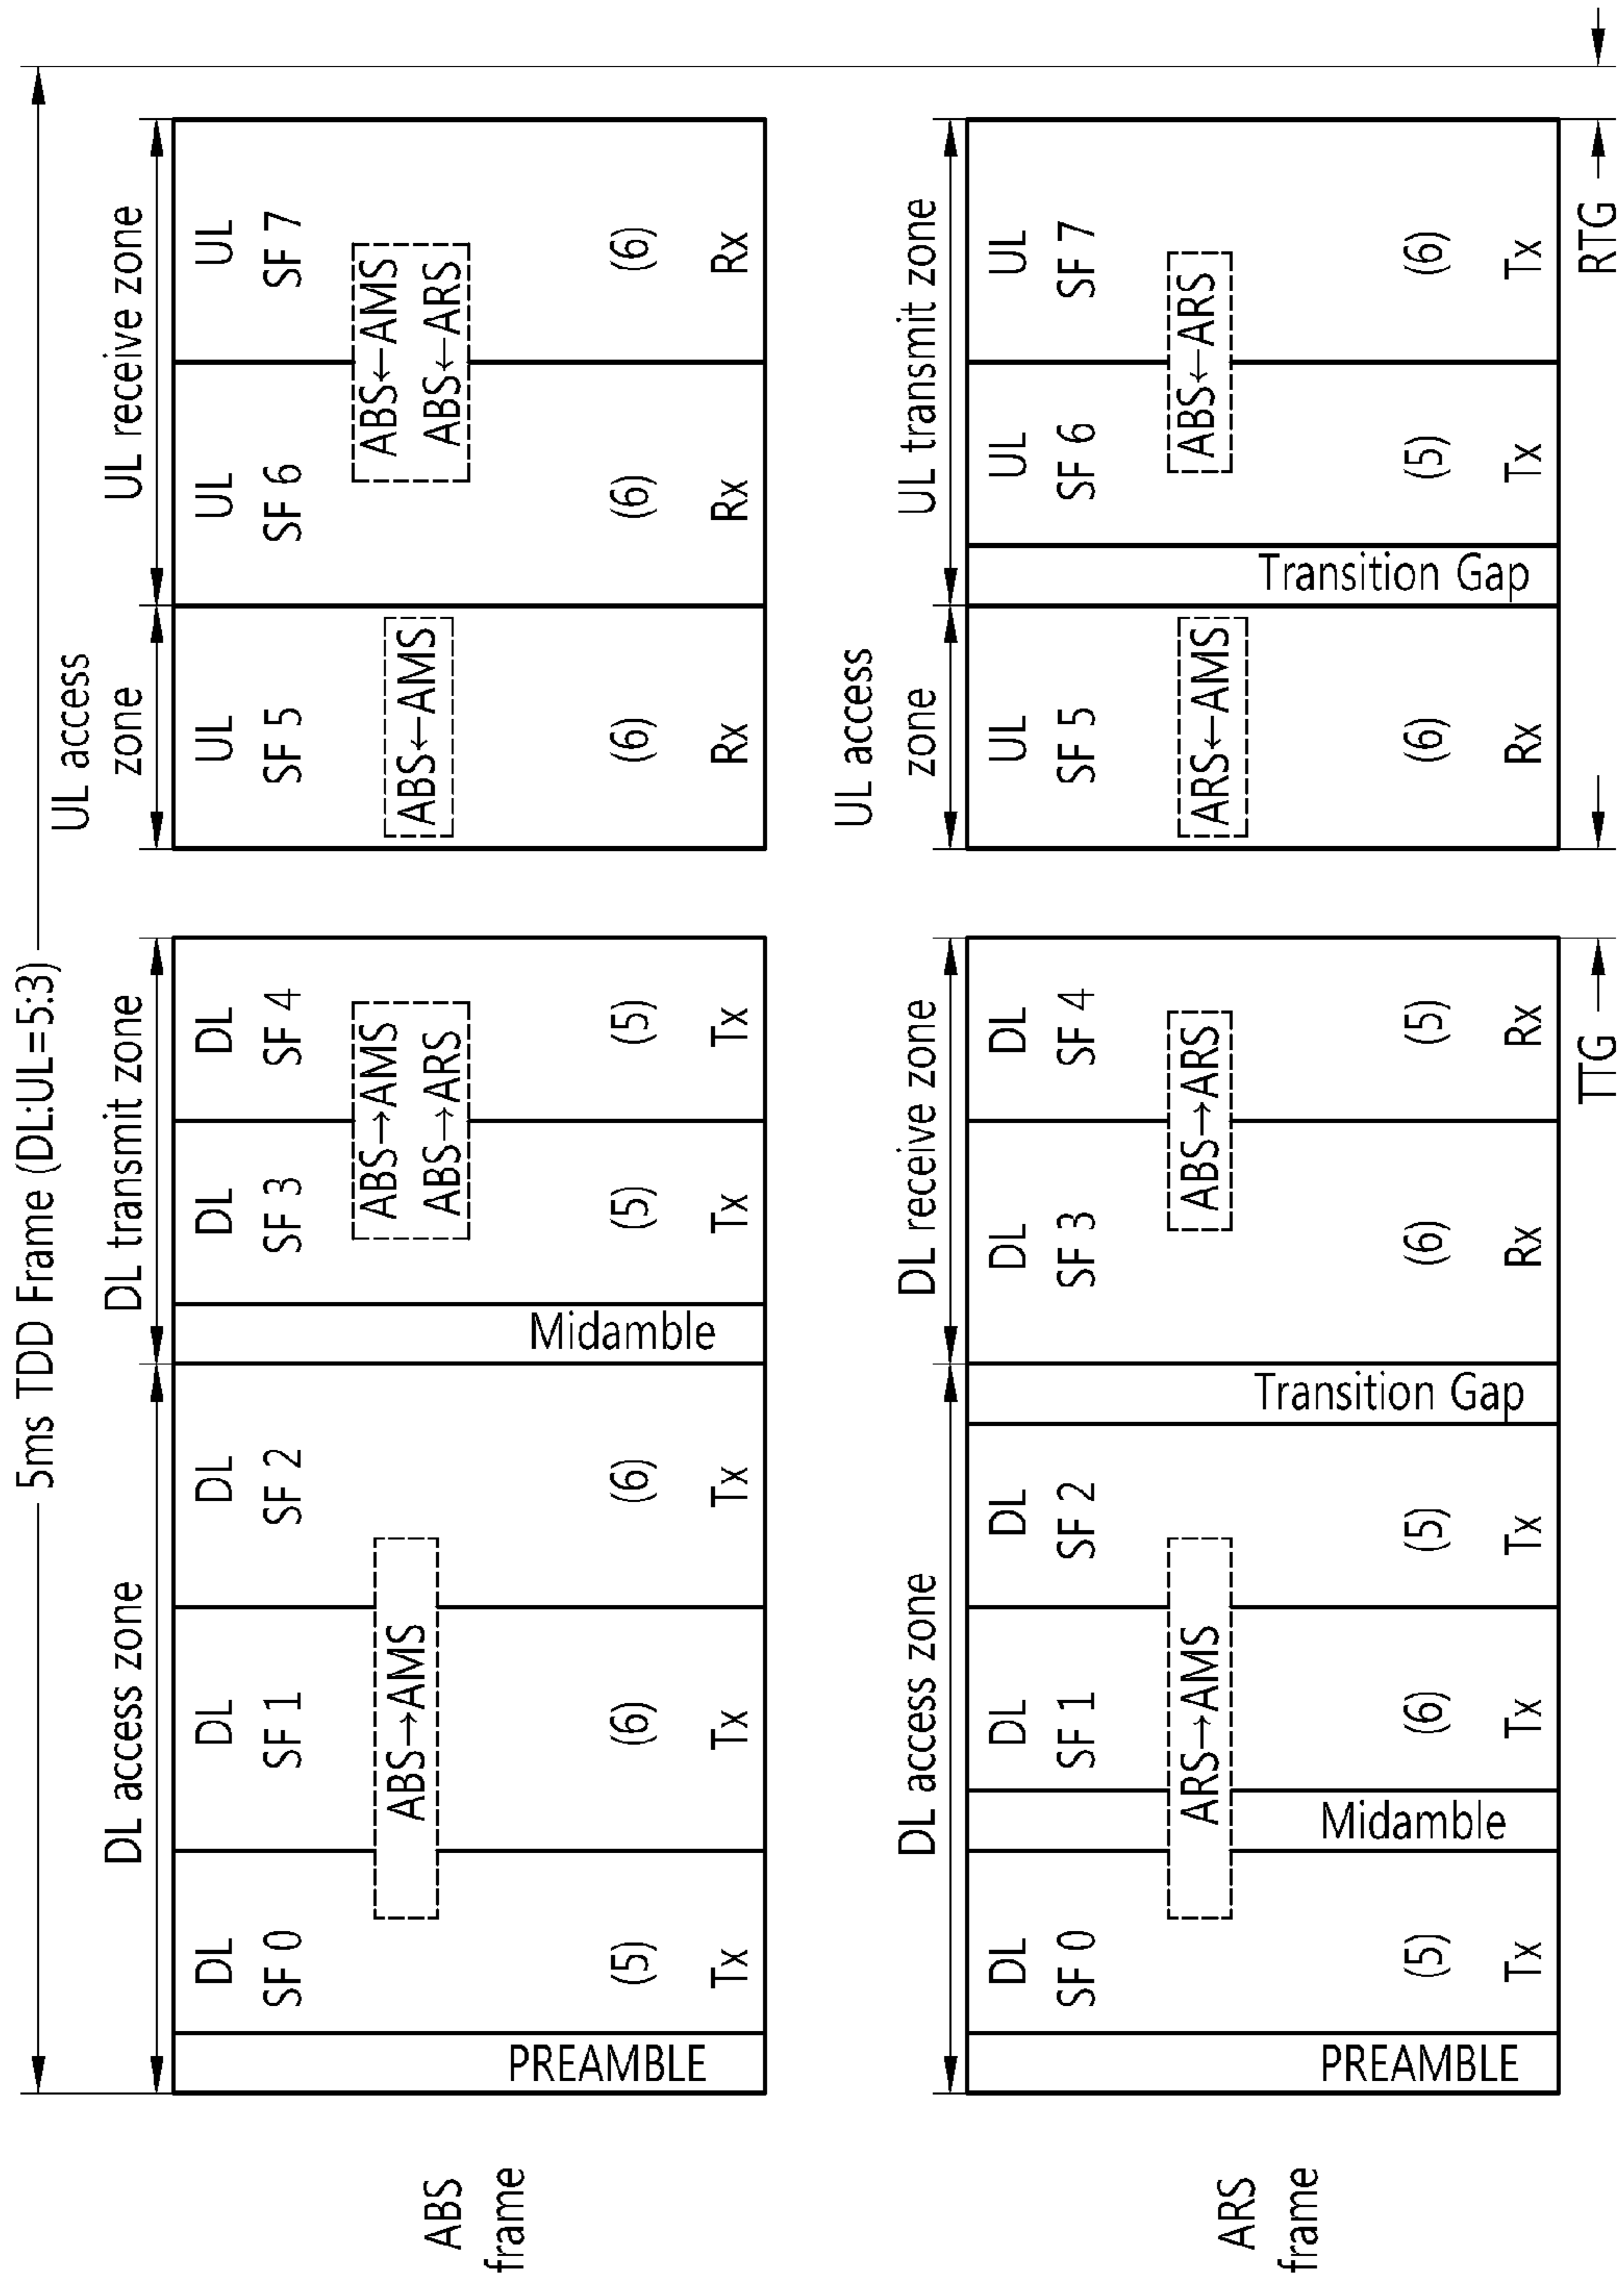 5ms TDD Frame (DL:UL=5:3)
DL access zone
DL transmit zone
UL access
zone
UL receive zone
ABS
frame
PREAMBLE
DL
SF 0
(5)
Tx
DL
SF 1
(6)
Tx
DL
SF 2
(6)
Tx
ABS→AMS
Midamble
DL
SF 3
(5)
Tx
DL
SF 4
(5)
Tx
ABS→AMS
ABS→ARS
UL
SF 5
ABS←AMS
(6)
Rx
UL
SF 6
(6)
Rx
UL
SF 7
(6)
Rx
ABS←AMS
ABS←ARS
DL access zone
DL receive zone
UL access
zone
UL transmit zone
ARS
frame
PREAMBLE
DL
SF 0
(5)
Tx
Midamble
DL
SF 1
(6)
Tx
DL
SF 2
(5)
Tx
ARS→AMS
Transition Gap
DL
SF 3
(6)
Rx
DL
SF 4
(5)
Rx
ABS→ARS
UL
SF 5
ARS←AMS
(6)
Rx
Transition Gap
UL
SF 6
(5)
Tx
UL
SF 7
(6)
Tx
ABS←ARS
TTG
RTG